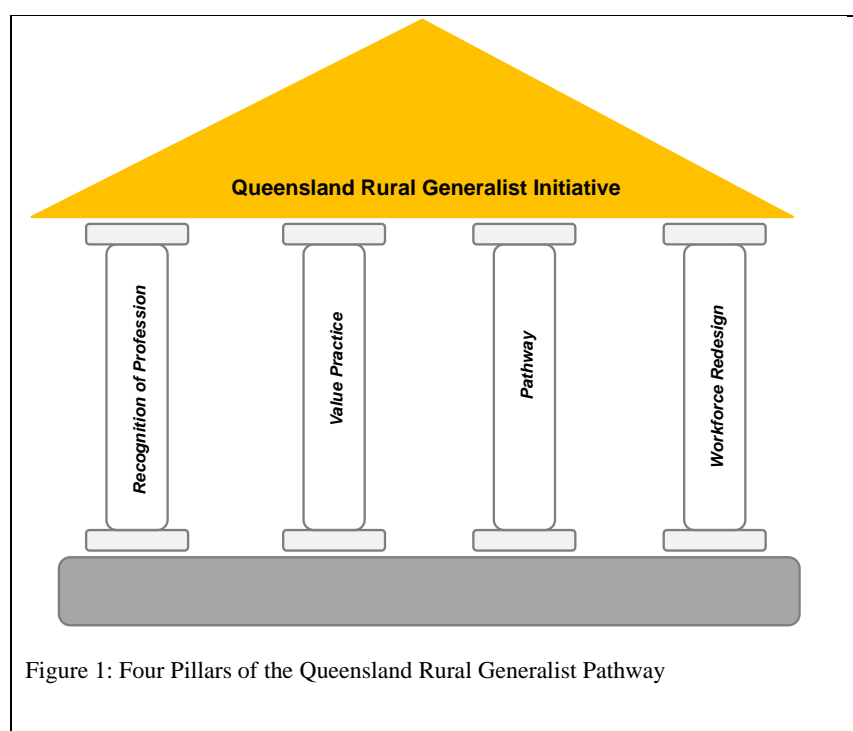 Queensland Rural Generalist Initiative
Recognition of Profession
Value Practice
Pathway
Workforce Redesign
Figure 1: Four Pillars of the Queensland Rural Generalist Pathway